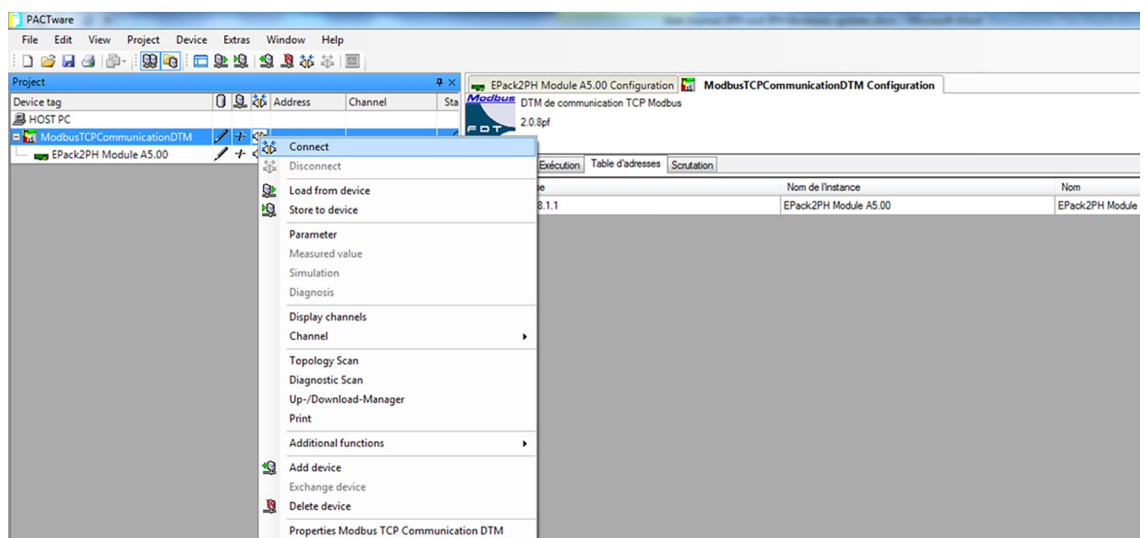 PACTware
File Edit View Project Device Extras Window Help
Project
EPack2PH Module A5.00 Configuration ModbusTCPCommunicationDTM Configuration
Device tag Address Channel Sta
Modbus
FDT
DTM de communication TCP Modbus
2.0.8pf
HOST PC
ModbusTCPCommunicationDTM
EPack2PH Module A5.00
Exécution Table d'adresses Scrutation
Nom de l'instance Nom
8.1.1 EPack2PH Module A5.00 EPack2PH Module
Connect
Disconnect
Load from device
Store to device
Parameter
Measured value
Simulation
Diagnosis
Display channels
Channel
Topology Scan
Diagnostic Scan
Up-/Download-Manager
Print
Additional functions
Add device
Exchange device
Delete device
Properties Modbus TCP Communication DTM